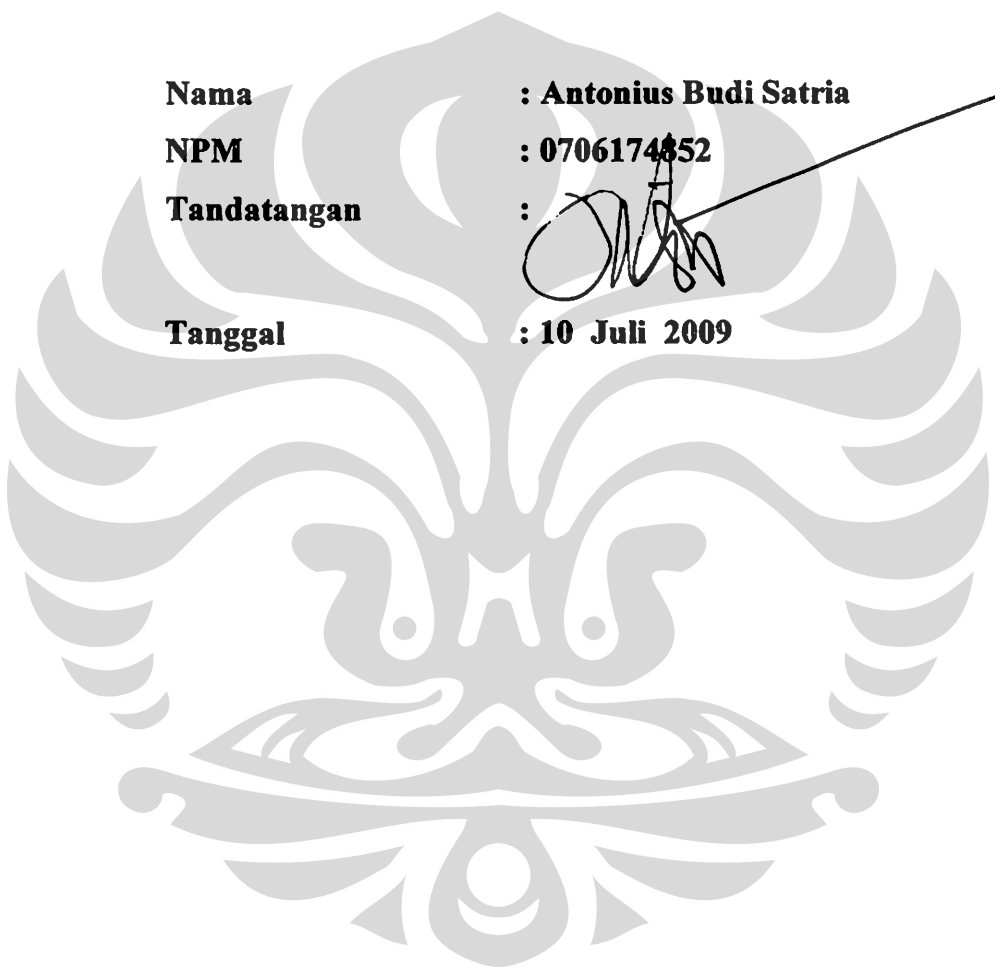 Nama : Antonius Budi Satria
NPM : 0706174852
Tandatangan :
Tanggal : 10 Juli 2009